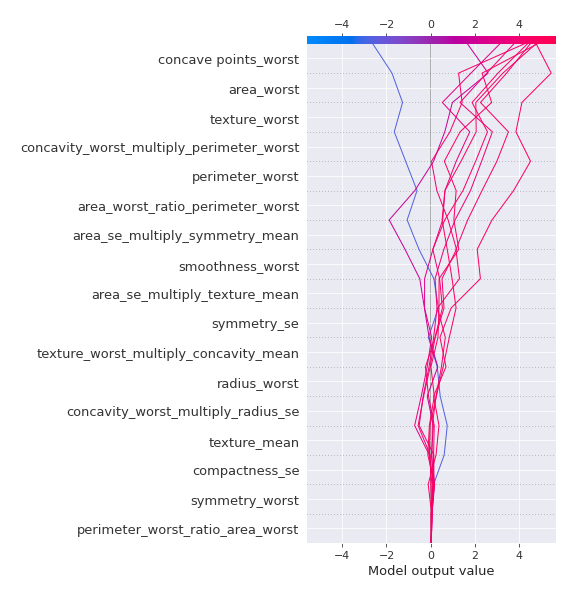 −4 −2 0 2 4
concave points_worst
area_worst
texture_worst
concavity_worst_multiply_perimeter_worst
perimeter_worst
area_worst_ratio_perimeter_worst
area_se_multiply_symmetry_mean
smoothness_worst
area_se_multiply_texture_mean
symmetry_se
texture_worst_multiply_concavity_mean
radius_worst
concavity_worst_multiply_radius_se
texture_mean
compactness_se
symmetry_worst
perimeter_worst_ratio_area_worst
−4 −2 0 2 4
Model output value